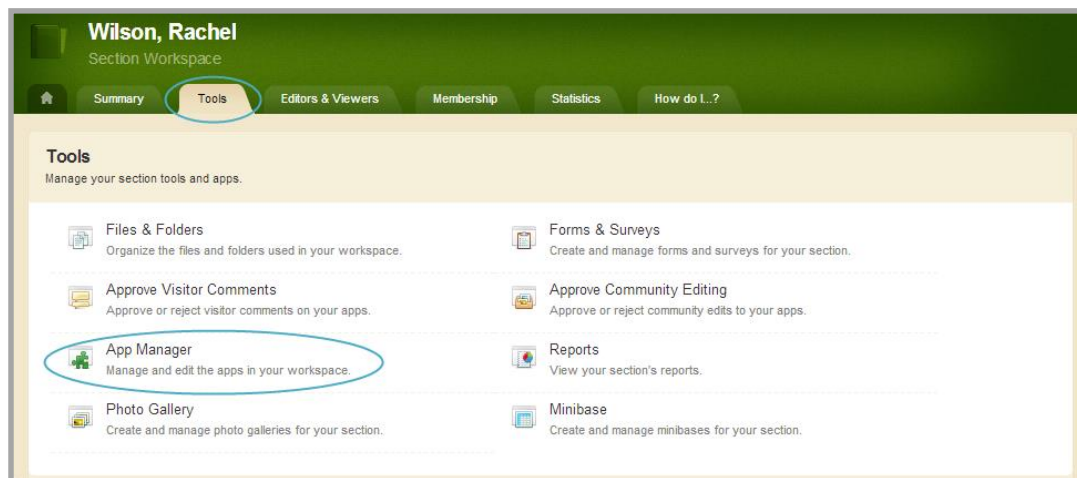 Wilson, Rachel
Section Workspace
Summary Tools Editors & Viewers Membership Statistics How do I...?
Tools
Manage your section tools and apps.
Files & Folders
Organize the files and folders used in your workspace.
Forms & Surveys
Create and manage forms and surveys for your section.
Approve Visitor Comments
Approve or reject visitor comments on your apps.
Approve Community Editing
Approve or reject community edits to your apps.
App Manager
Manage and edit the apps in your workspace.
Reports
View your section's reports.
Photo Gallery
Create and manage photo galleries for your section.
Minibase
Create and manage minibases for your section.